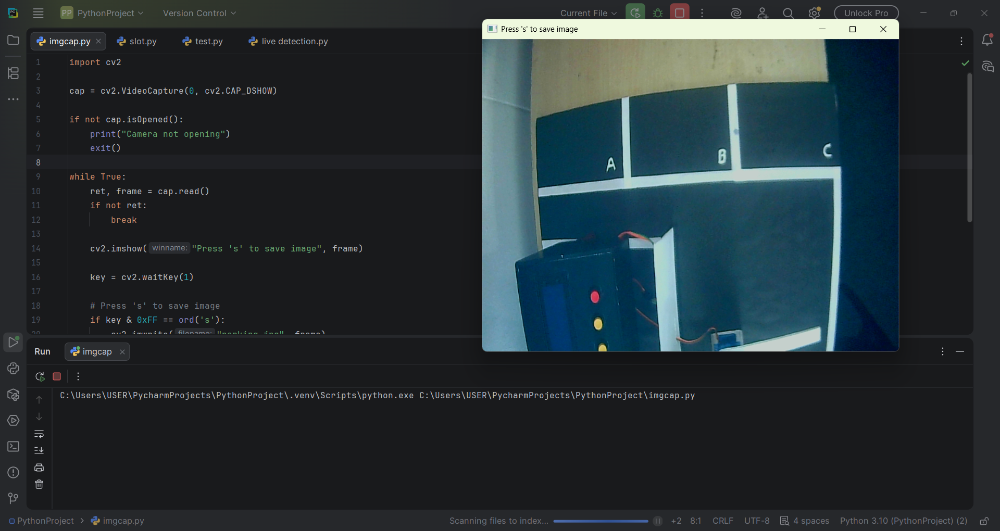 PP PythonProject Version Control Current File Unlock Pro
imgcap.py slot.py test.py live detection.py
Press 's' to save image
1 import cv2
2
3 cap = cv2.VideoCapture(0, cv2.CAP_DSHOW)
4
5 if not cap.isOpened():
6 print("Camera not opening")
7 exit()
8
9 while True:
10 ret, frame = cap.read()
11 if not ret:
12 break
13
14 cv2.imshow( winname: "Press 's' to save image", frame)
15
16 key = cv2.waitKey(1)
17
18 # Press 's' to save image
19 if key & 0xFF == ord('s'):
20 cv2.imwrite( filename: "parking.jpg", frame)
A B C
Run imgcap
C:\Users\USER\PycharmProjects\PythonProject\.venv\Scripts\python.exe C:\Users\USER\PycharmProjects\PythonProject\imgcap.py
PythonProject > imgcap.py Scanning files to index... +2 8:1 CRLF UTF-8 4 spaces Python 3.10 (PythonProject) (2)